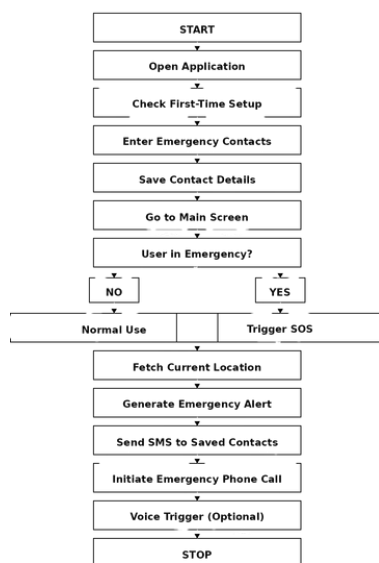 START
Open Application
Check First-Time Setup
Enter Emergency Contacts
Save Contact Details
Go to Main Screen
User in Emergency?
NO
YES
Normal Use
Trigger SOS
Fetch Current Location
Generate Emergency Alert
Send SMS to Saved Contacts
Initiate Emergency Phone Call
Voice Trigger (Optional)
STOP